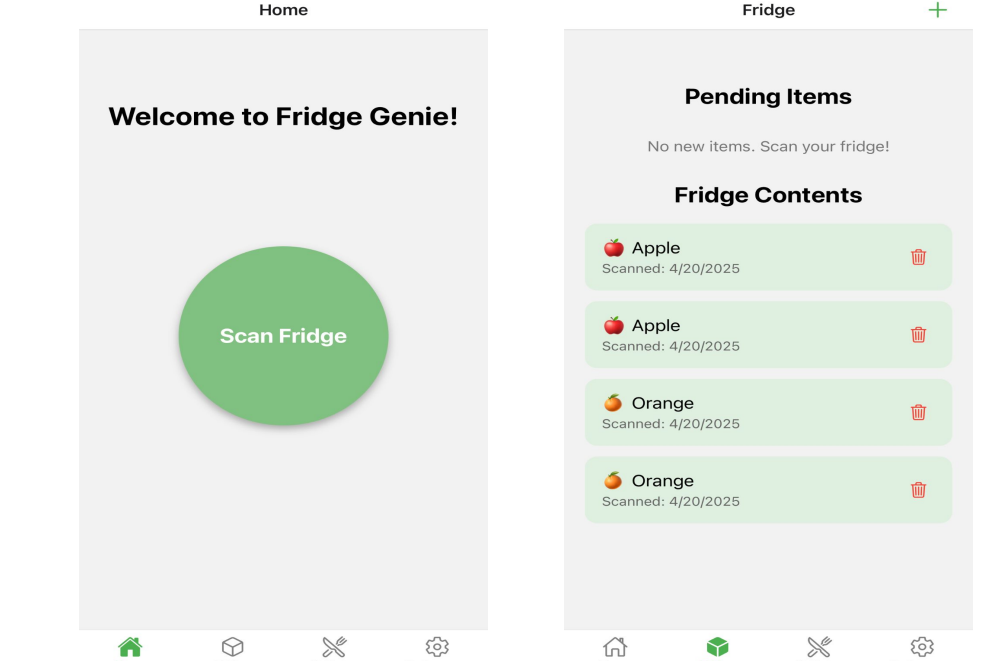 Home
Welcome to Fridge Genie!
Scan Fridge
Fridge
Pending Items
No new items. Scan your fridge!
Fridge Contents
Apple
Scanned: 4/20/2025
Apple
Scanned: 4/20/2025
Orange
Scanned: 4/20/2025
Orange
Scanned: 4/20/2025